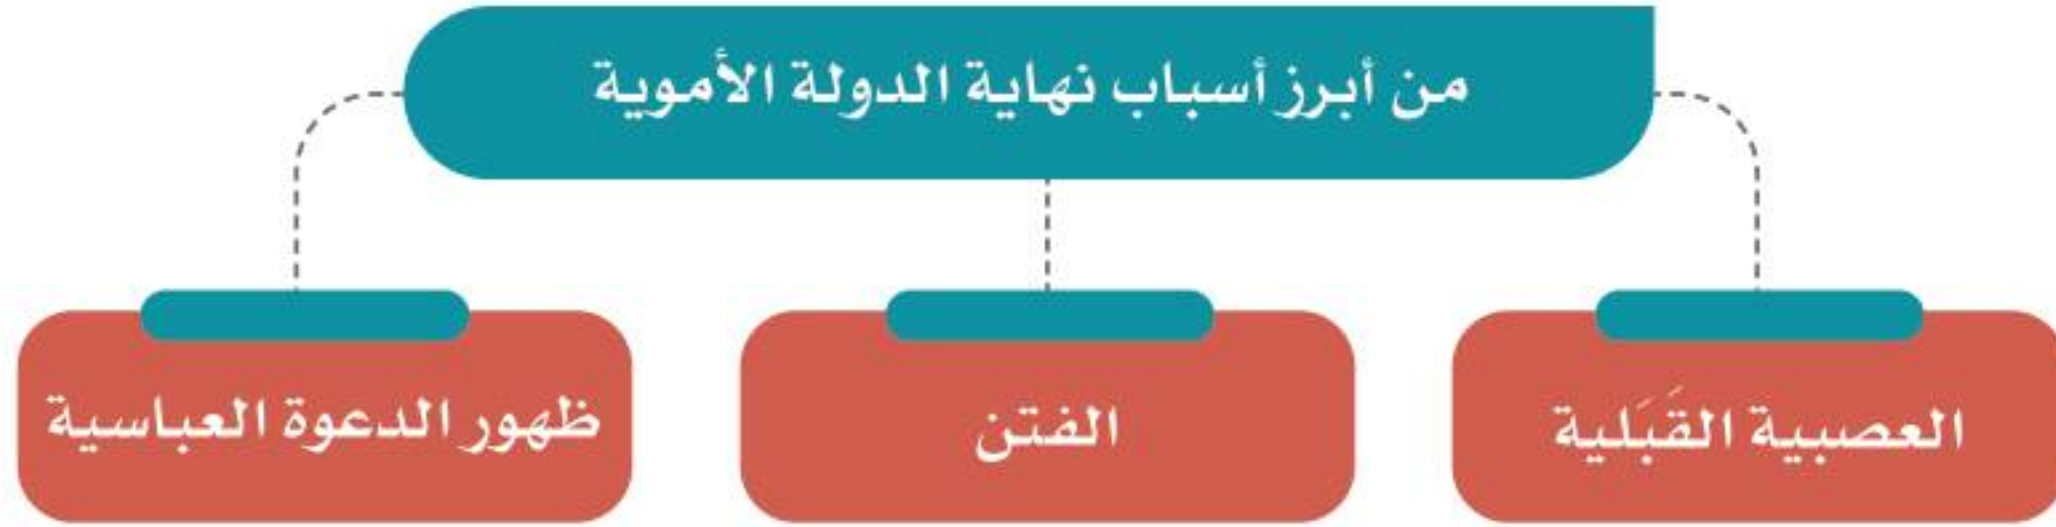 من أبرز أسباب نهاية الدولة الأموية
العصبية القَبَلية
الفتن
ظهور الدعوة العباسية